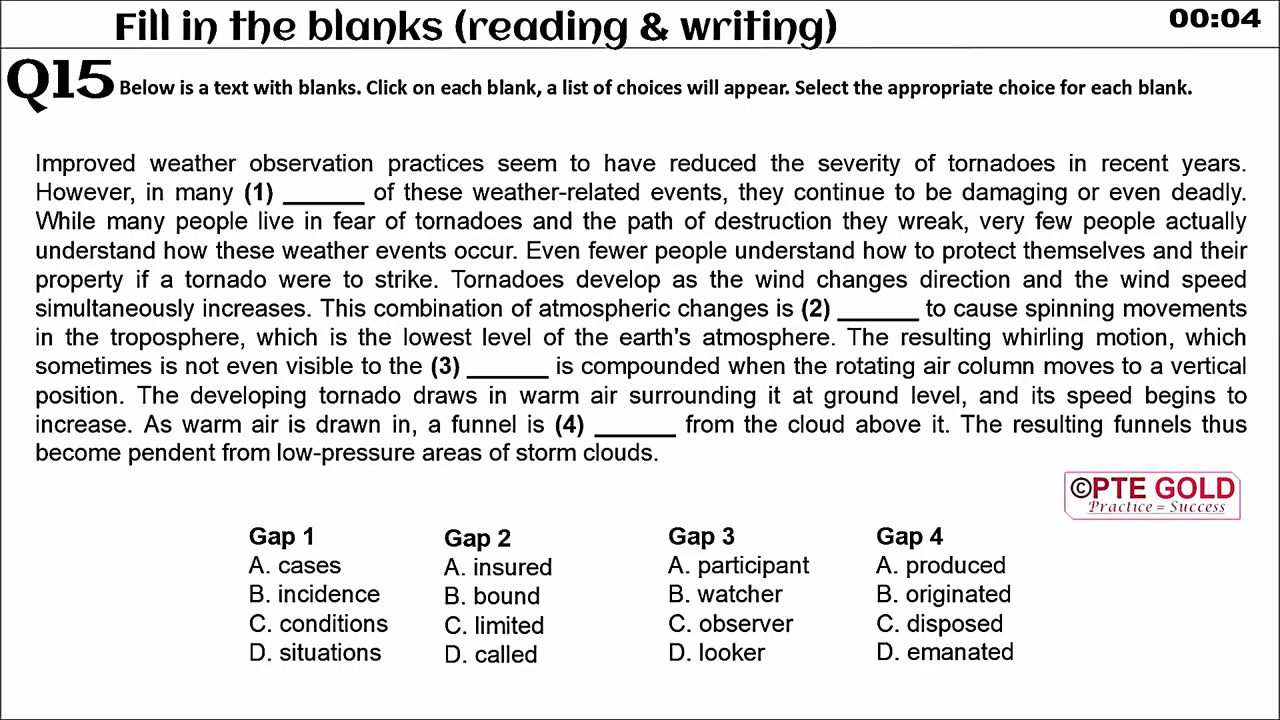 Fill in the blanks (reading & writing)
00:04
Q15 Below is a text with blanks. Click on each blank, a list of choices will appear. Select the appropriate choice for each blank.
Improved weather observation practices seem to have reduced the severity of tornadoes in recent years.
However, in many (1) ______ of these weather-related events, they continue to be damaging or even deadly.
While many people live in fear of tornadoes and the path of destruction they wreak, very few people actually
understand how these weather events occur. Even fewer people understand how to protect themselves and their
property if a tornado were to strike. Tornadoes develop as the wind changes direction and the wind speed
simultaneously increases. This combination of atmospheric changes is (2) ______ to cause spinning movements
in the troposphere, which is the lowest level of the earth's atmosphere. The resulting whirling motion, which
sometimes is not even visible to the (3) ______ is compounded when the rotating air column moves to a vertical
position. The developing tornado draws in warm air surrounding it at ground level, and its speed begins to
increase. As warm air is drawn in, a funnel is (4) ______ from the cloud above it. The resulting funnels thus
become pendent from low-pressure areas of storm clouds.
©PTE GOLD
Practice = Success
Gap 1 Gap 2 Gap 3 Gap 4
A. cases A. insured A. participant A. produced
B. incidence B. bound B. watcher B. originated
C. conditions C. limited C. observer C. disposed
D. situations D. called D. looker D. emanated